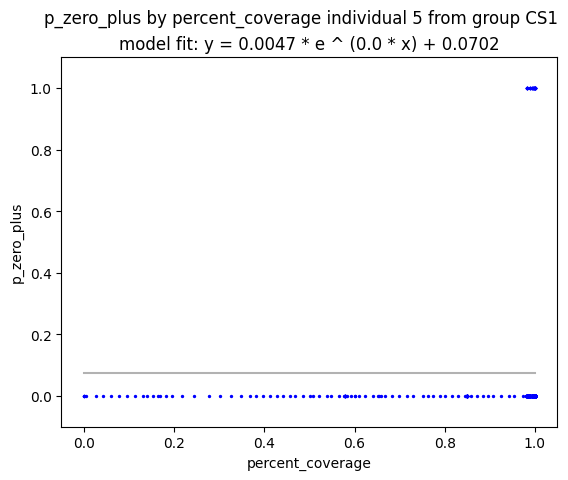 p_zero_plus by percent_coverage individual 5 from group CS1
model fit: y = 0.0047 * e ^ (0.0 * x) + 0.0702
1.0
0.8
0.6
0.4
0.2
0.0
p_zero_plus
0.0 0.2 0.4 0.6 0.8 1.0
percent_coverage